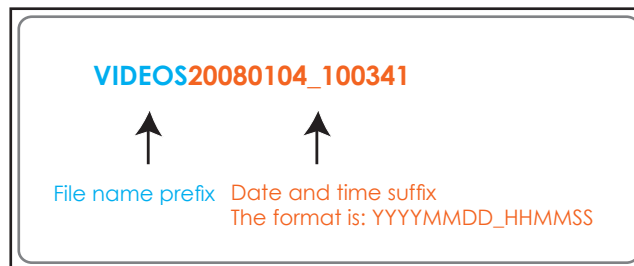 VIDEOS20080104_100341
File name prefix
Date and time suffix
The format is: YYYYMMDD_HHMMSS